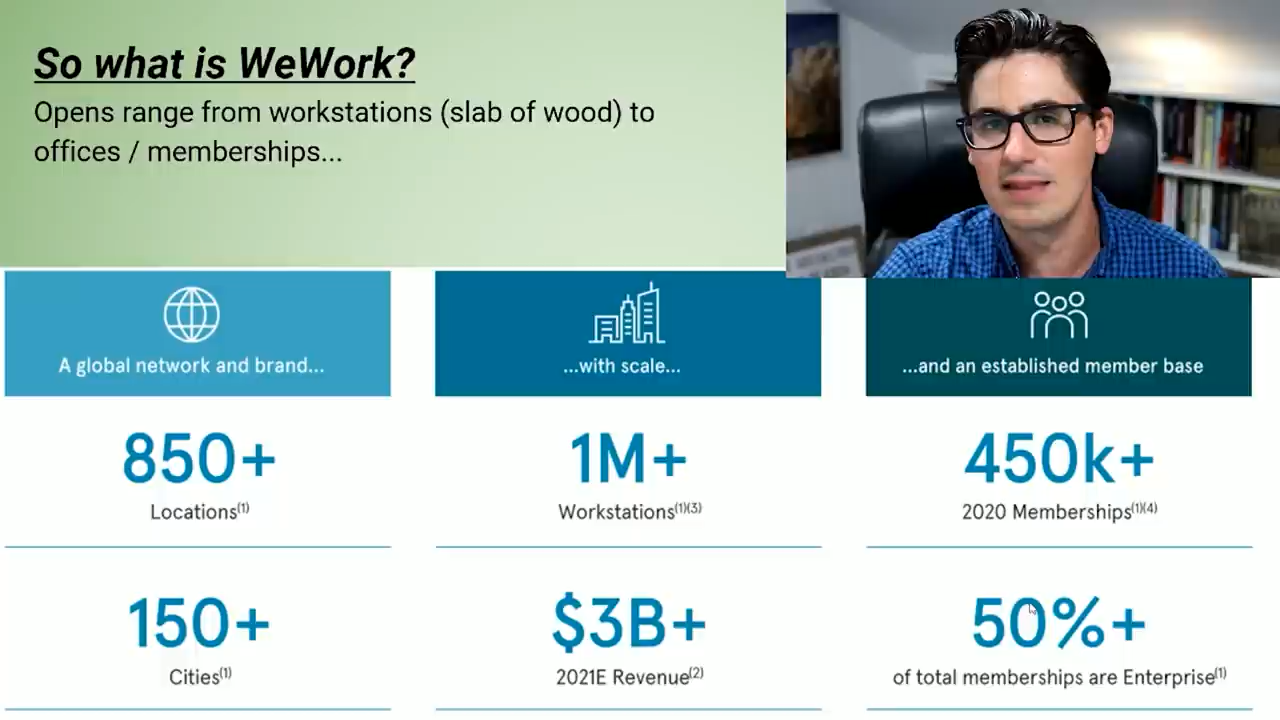 So what is WeWork?
Opens range from workstations (slab of wood) to
offices / memberships...
A global network and brand...
...with scale...
...and an established member base
850+
1M+
450k+
Locations(1)
Workstations(1)(3)
2020 Memberships(1)(4)
150+
$3B+
50%+
Cities(1)
2021E Revenue(2)
of total memberships are Enterprise(1)